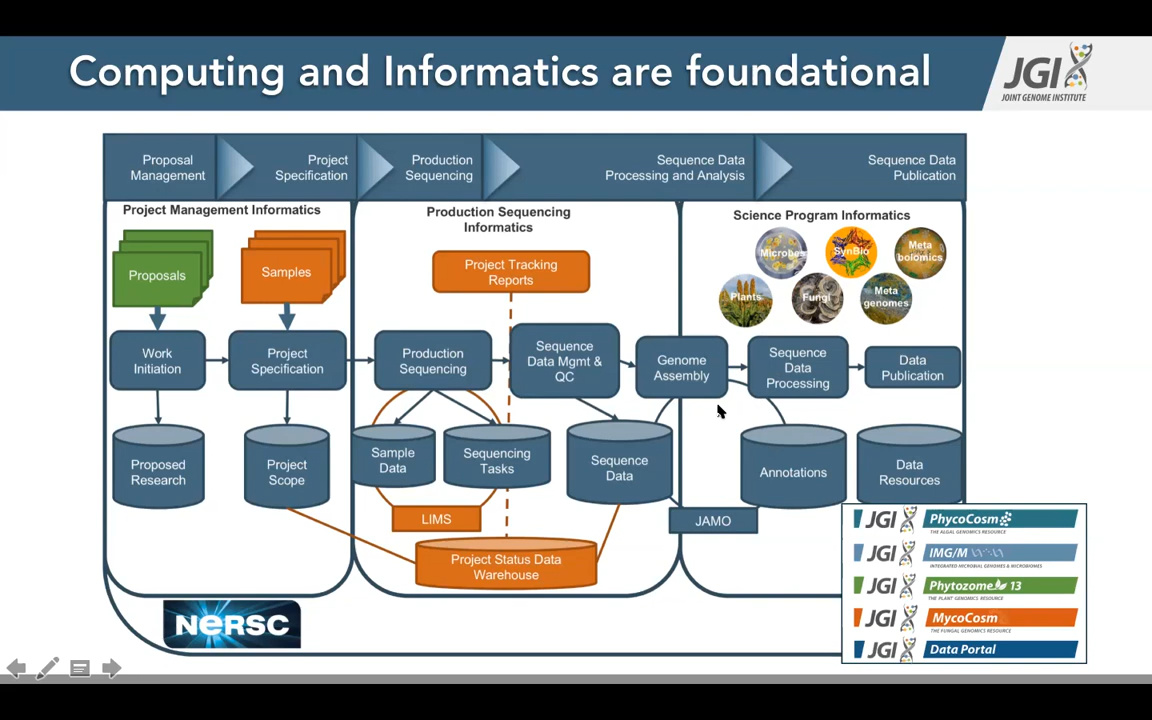 Computing and Informatics are foundational
JGI
JOINT GENOME INSTITUTE
Proposal
Management
Project
Specification
Production
Sequencing
Sequence Data
Processing and Analysis
Sequence Data
Publication
Project Management Informatics
Production Sequencing
Informatics
Science Program Informatics
Proposals
Samples
Project Tracking
Reports
Microbes
SynBio
Meta
bolomics
Plants
Fungi
Meta
genomes
Work
Initiation
Project
Specification
Production
Sequencing
Sequence
Data Mgmt &
QC
Genome
Assembly
Sequence
Data
Processing
Data
Publication
Proposed
Research
Project
Scope
Sample
Data
Sequencing
Tasks
Sequence
Data
Annotations
Data
Resources
LIMS
JAMO
Project Status Data
Warehouse
NERSC
JGI PhycoCosm
THE ALGAL GENOMICS RESOURCE
JGI IMG/M
INTEGRATED MICROBIAL GENOMES & MICROBIOMES
JGI Phytozome 13
THE PLANT GENOMICS RESOURCE
JGI MycoCosm
THE FUNGAL GENOMICS RESOURCE
JGI Data Portal